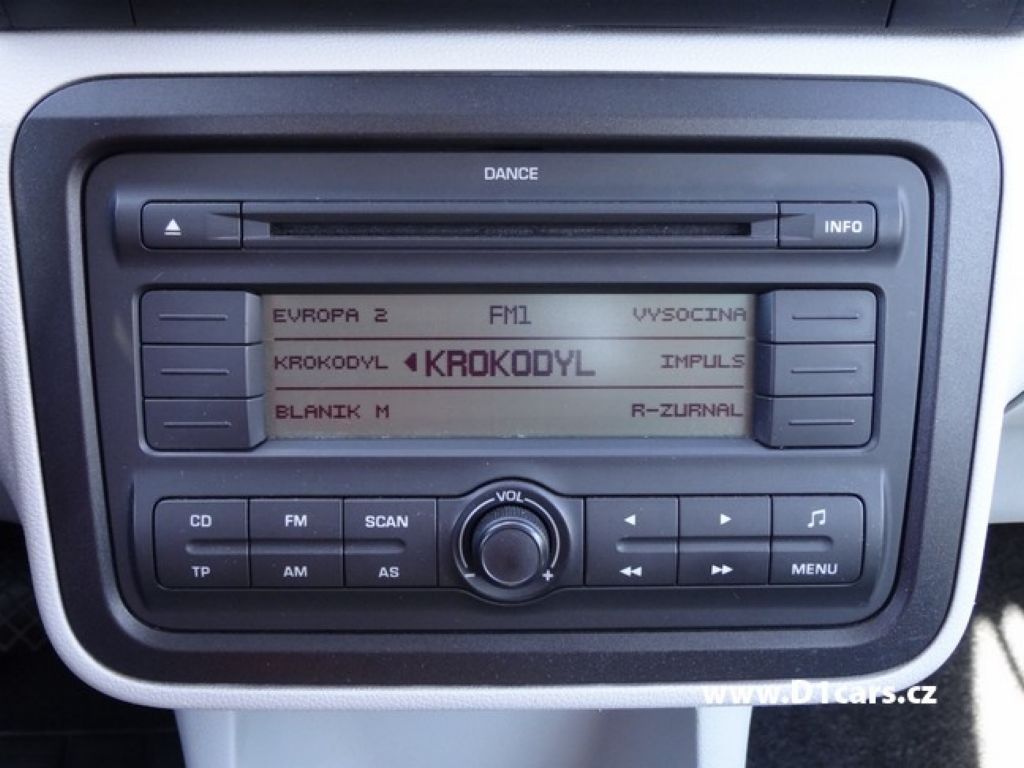 DANCE
INFO
EVROPA 2 FM1 VYSOCINA
KROKODYL KROKODYL IMPULS
BLANIK M R-ZURNAL
VOL
CD FM SCAN
TP AM AS - + MENU
www.D1cars.cz